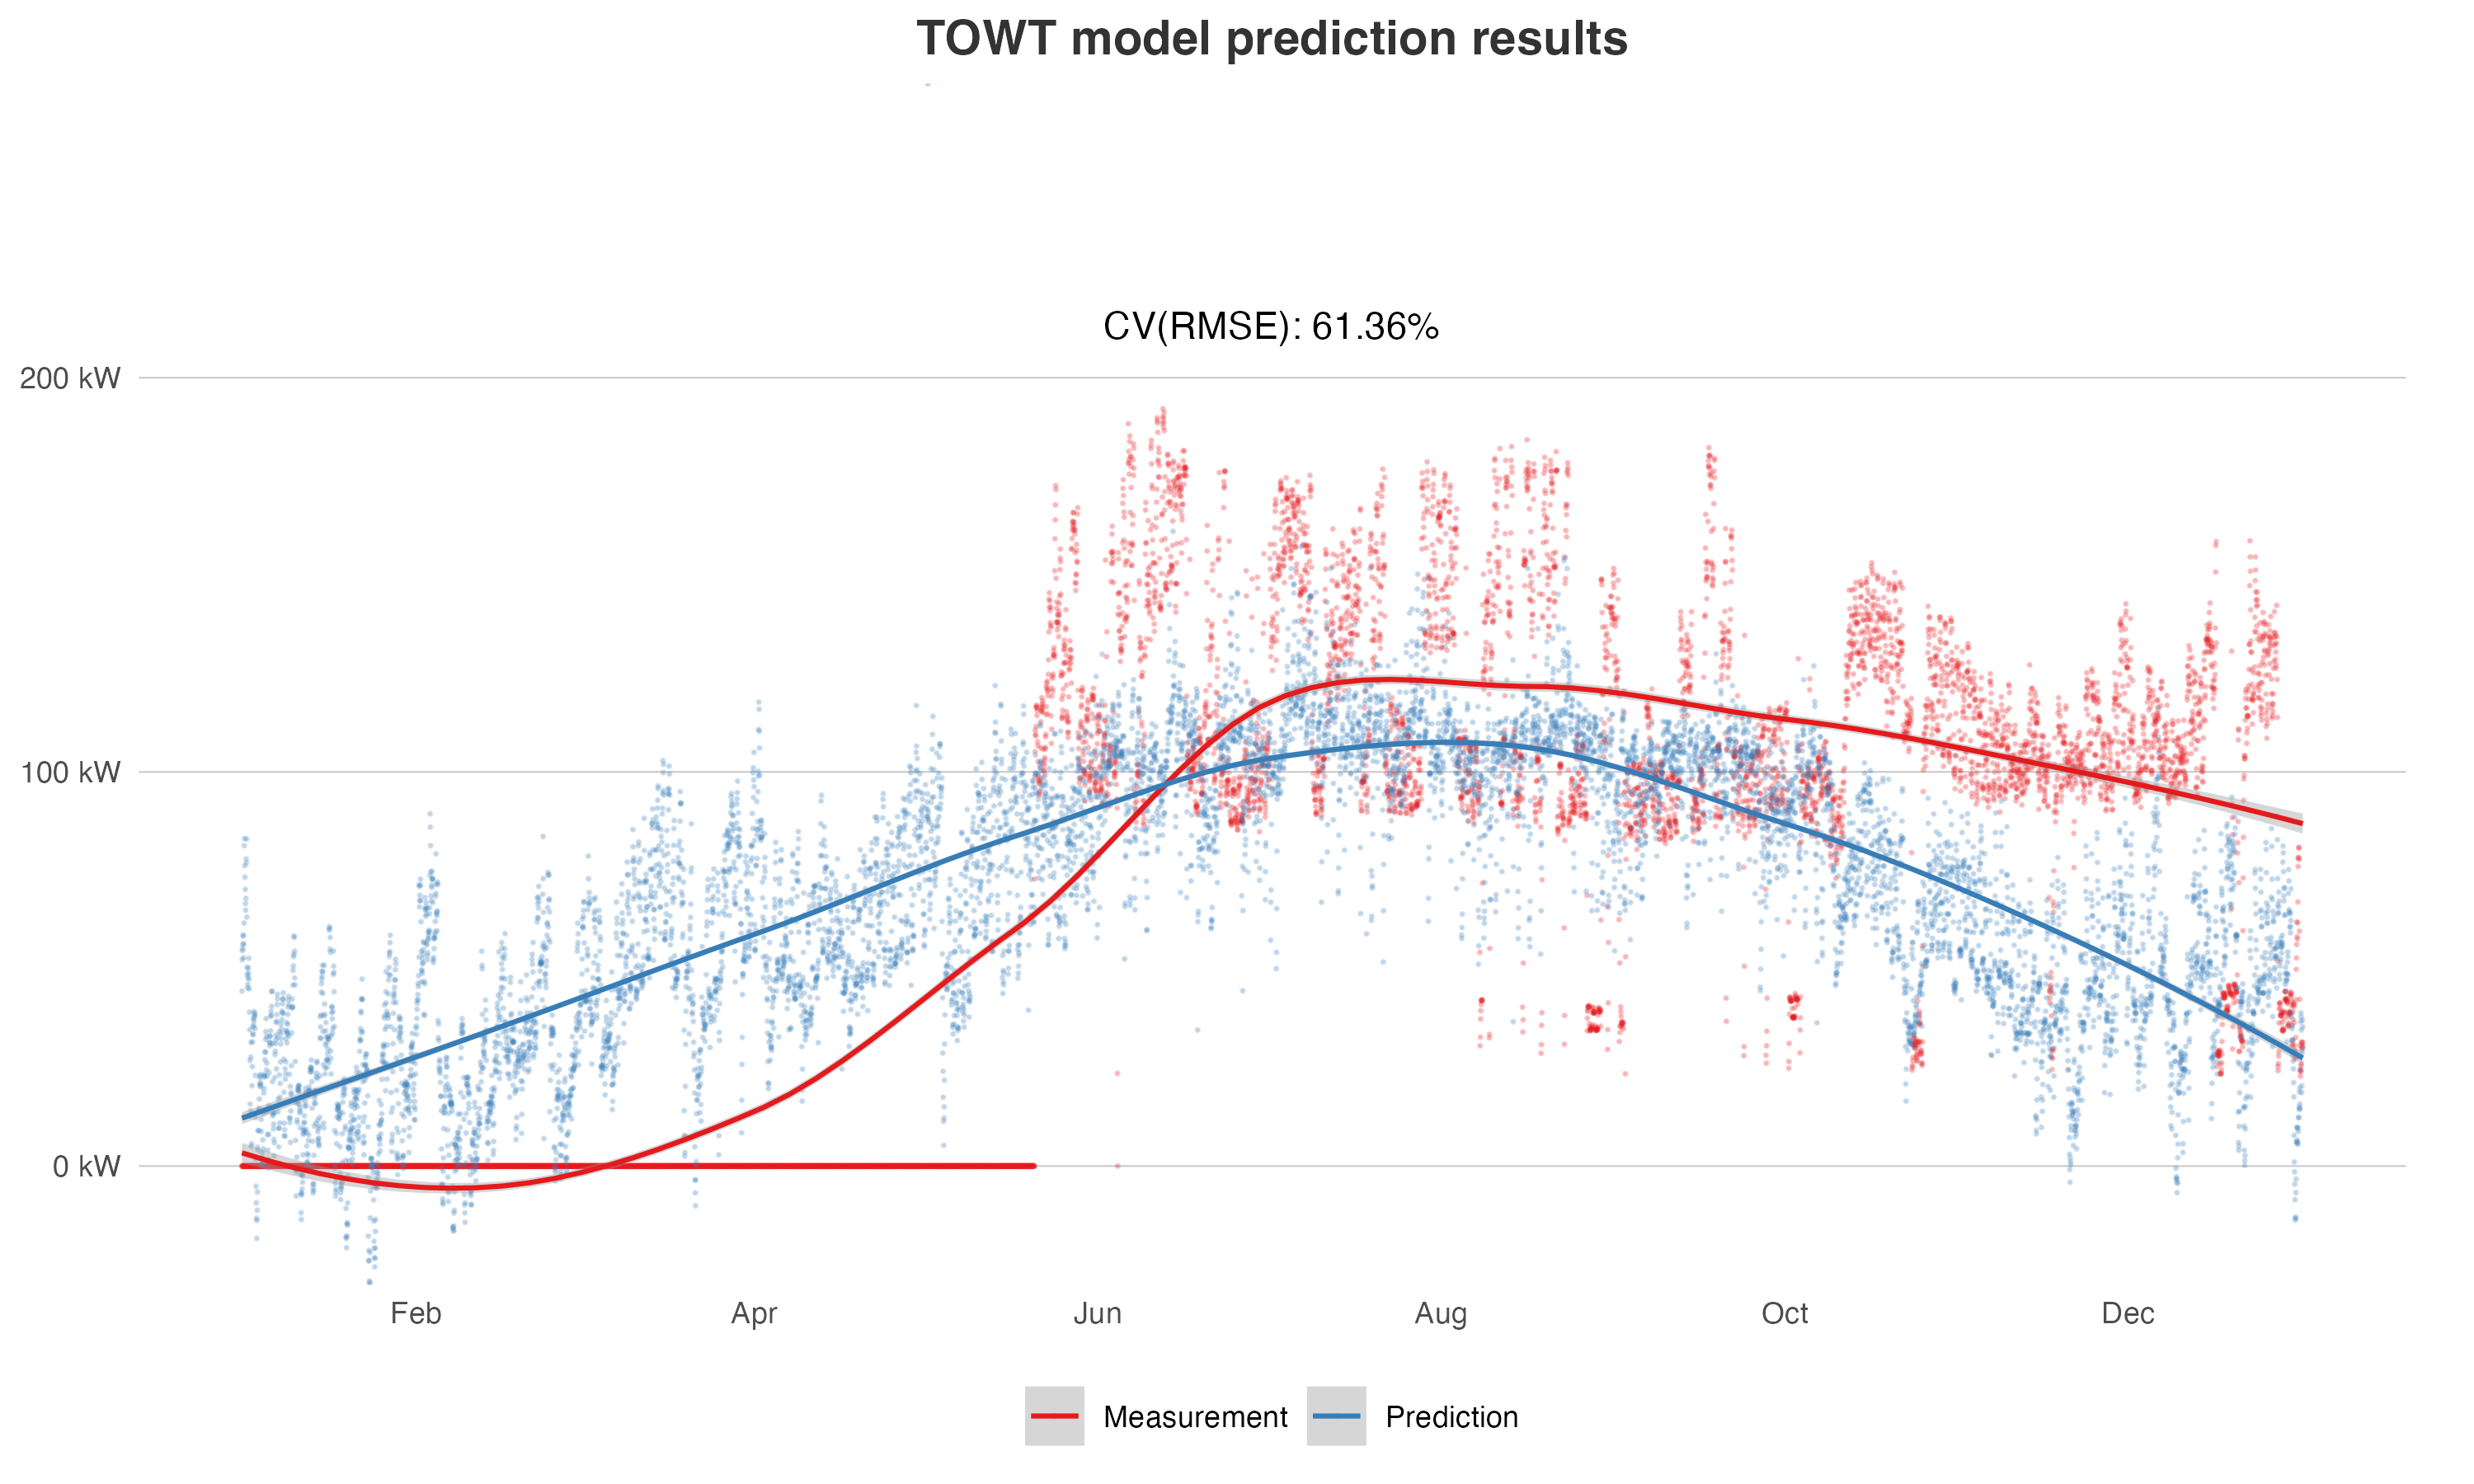 TOWT model prediction results
CV(RMSE): 61.36%
200 kW
100 kW
0 kW
Feb Apr Jun Aug Oct Dec
Measurement Prediction